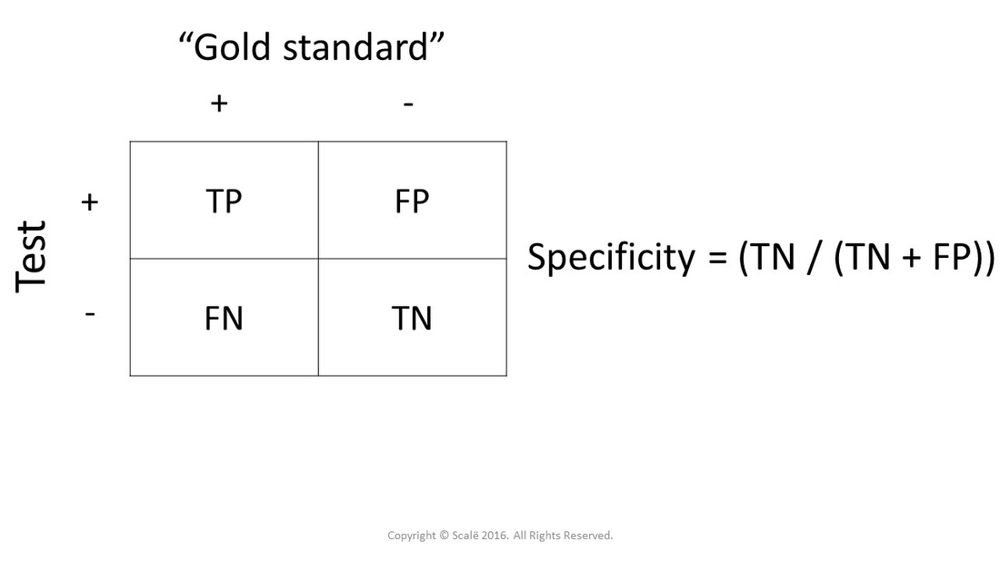 “Gold standard”
+ -
+ TP FP
Test
Specificity = (TN / (TN + FP))
- FN TN
Copyright © Scalë 2016. All Rights Reserved.